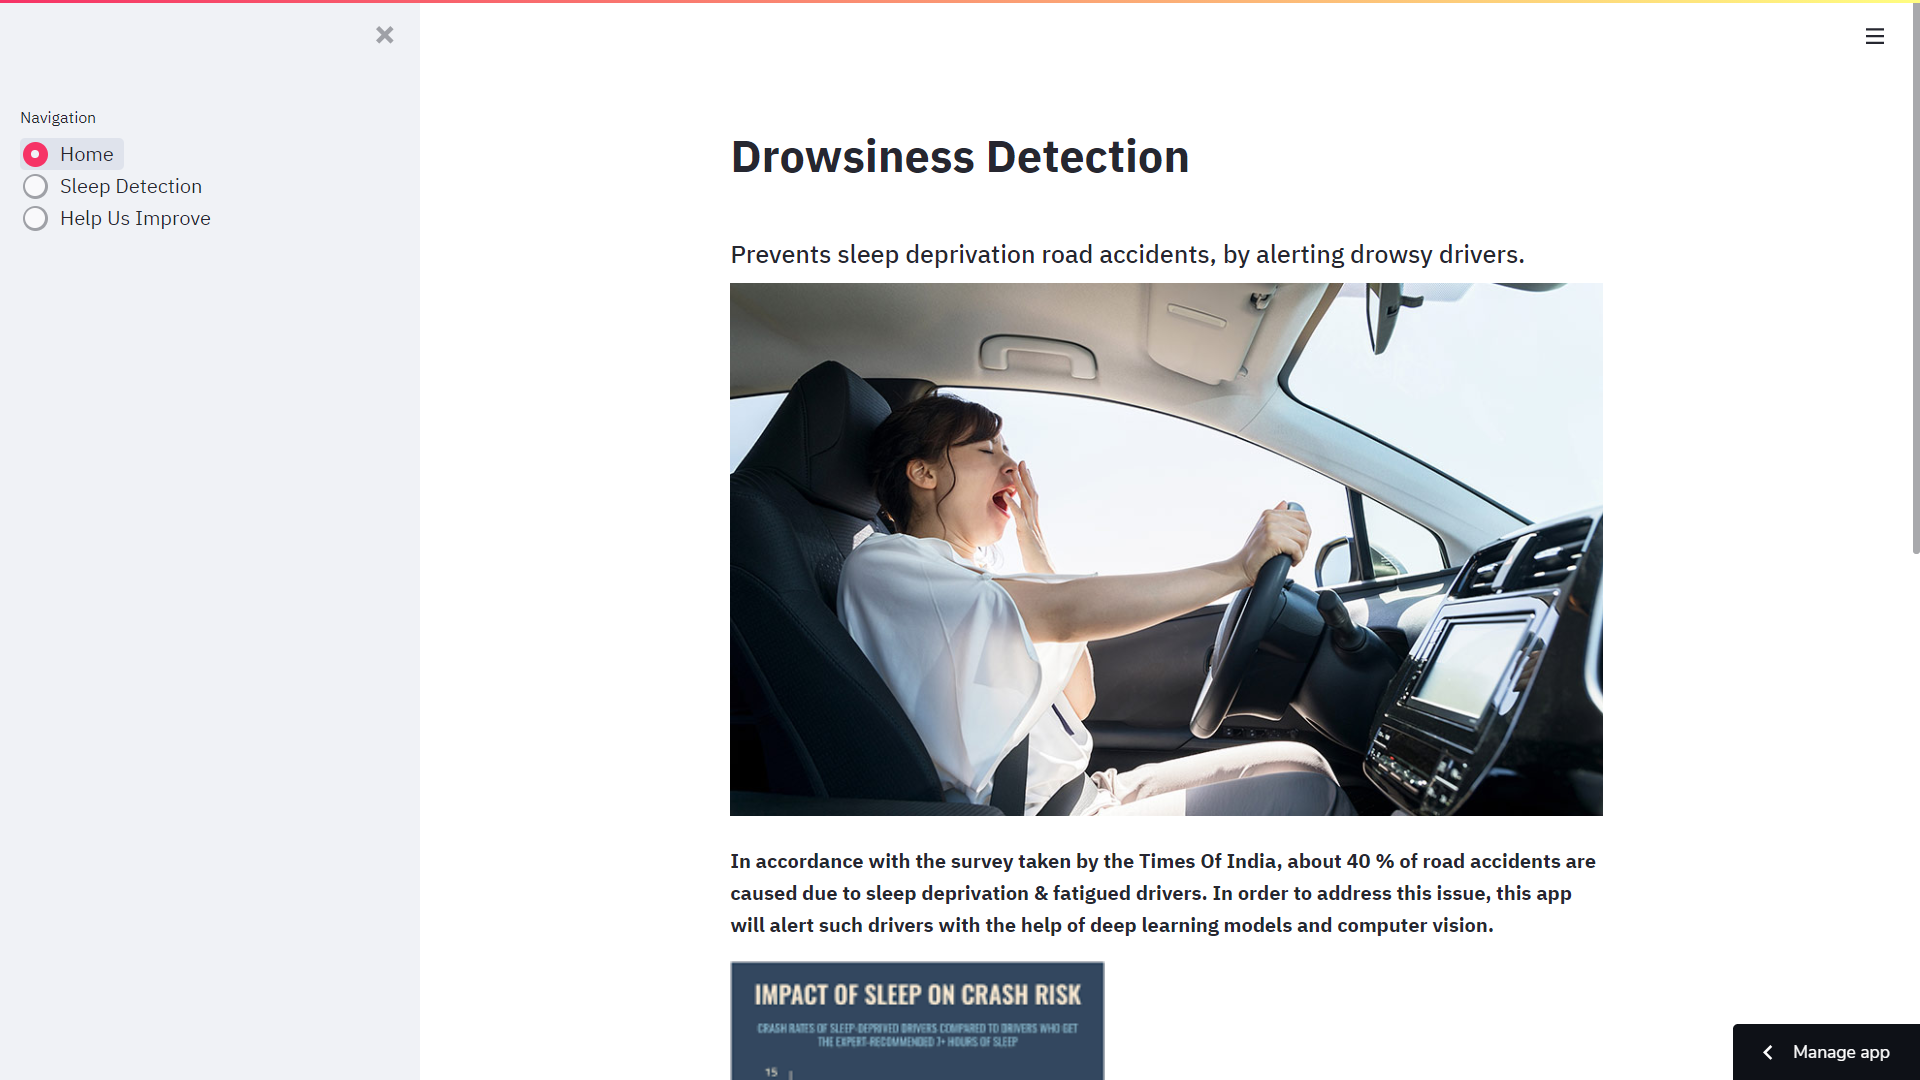 Navigation
Home
Sleep Detection
Help Us Improve
Drowsiness Detection
Prevents sleep deprivation road accidents, by alerting drowsy drivers.
In accordance with the survey taken by the Times Of India, about 40 % of road accidents are
caused due to sleep deprivation & fatigued drivers. In order to address this issue, this app
will alert such drivers with the help of deep learning models and computer vision.
IMPACT OF SLEEP ON CRASH RISK
CRASH RATES OF SLEEP-DEPRIVED DRIVERS COMPARED TO DRIVERS WHO GET
THE EXPERT-RECOMMENDED 7+ HOURS OF SLEEP
15
Manage app